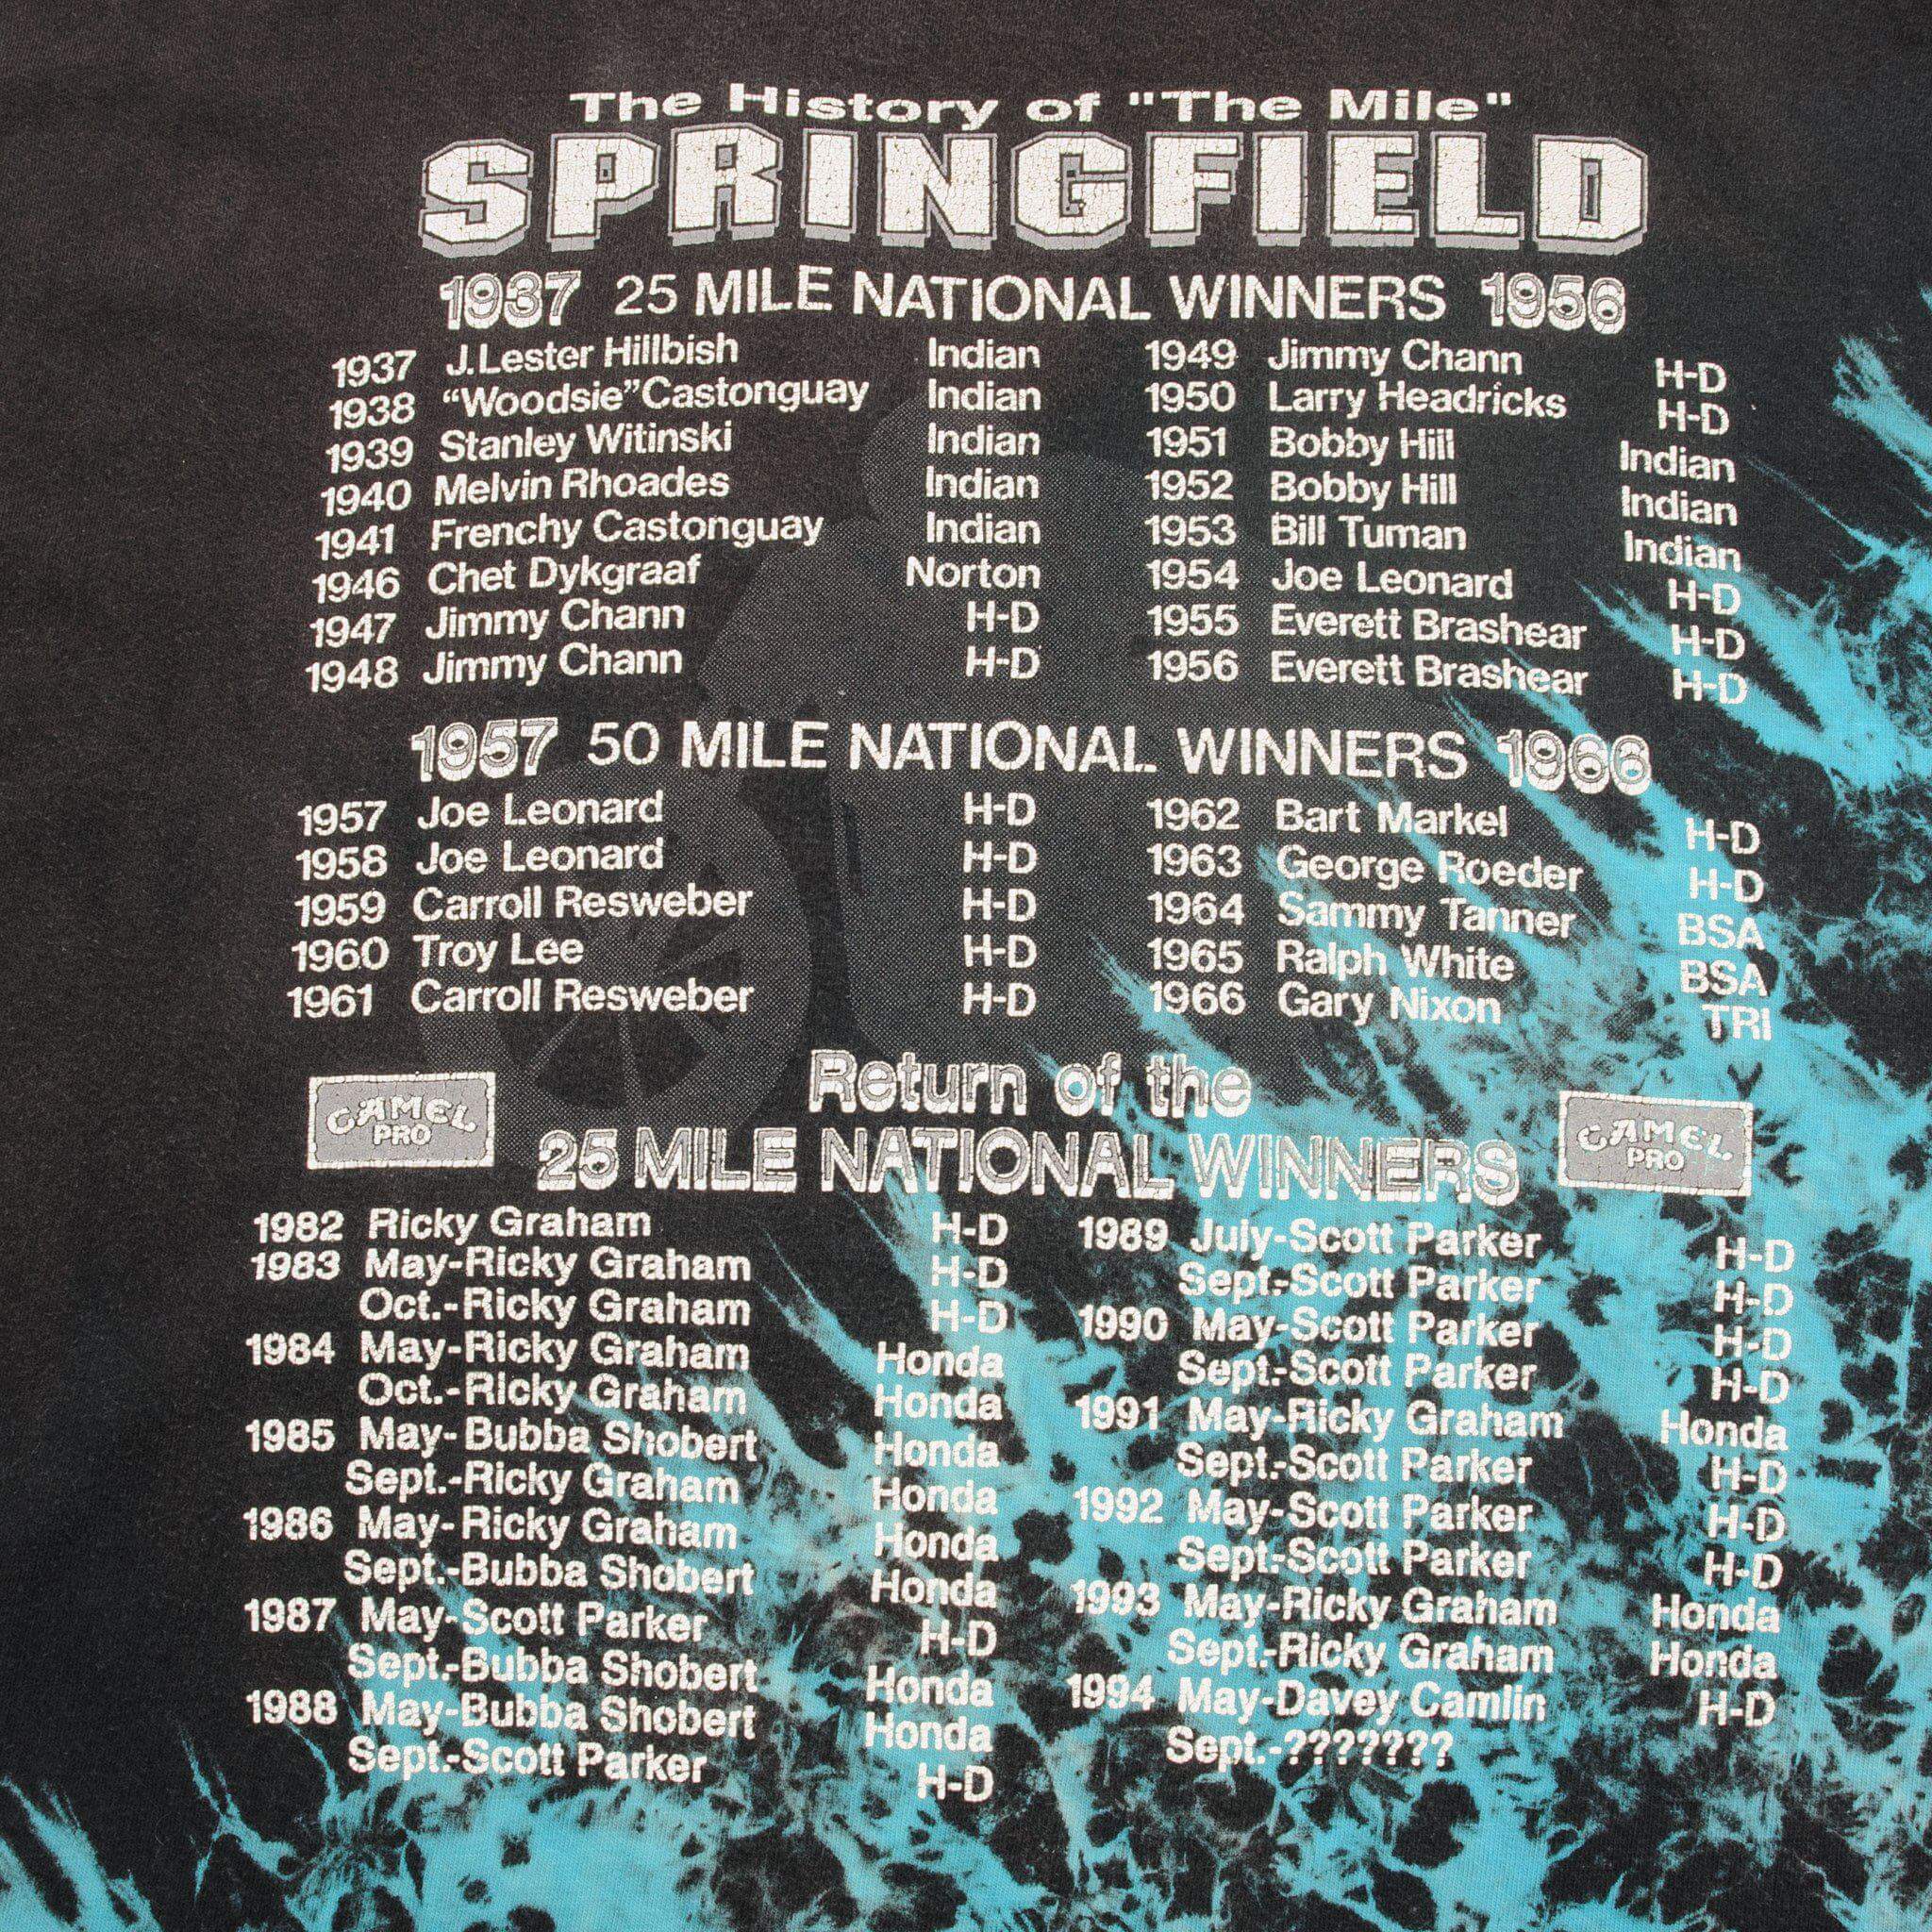 The History of "The Mile"
SPRINGFIELD
1937 25 MILE NATIONAL WINNERS 1956
1937 J.Lester Hillbish Indian
1938 “Woodsie”Castonguay Indian
1939 Stanley Witinski Indian
1940 Melvin Rhoades Indian
1941 Frenchy Castonguay Indian
1946 Chet Dykgraaf Norton
1947 Jimmy Chann H-D
1948 Jimmy Chann H-D
1949 Jimmy Chann H-D
1950 Larry Headricks H-D
1951 Bobby Hill Indian
1952 Bobby Hill Indian
1953 Bill Tuman Indian
1954 Joe Leonard H-D
1955 Everett Brashear H-D
1956 Everett Brashear H-D
1957 50 MILE NATIONAL WINNERS 1966
1957 Joe Leonard H-D
1958 Joe Leonard H-D
1959 Carroll Resweber H-D
1960 Troy Lee H-D
1961 Carroll Resweber H-D
1962 Bart Markel H-D
1963 George Roeder H-D
1964 Sammy Tanner BSA
1965 Ralph White BSA
1966 Gary Nixon TRI
CAMEL
PRO
Return of the
25 MILE NATIONAL WINNERS
CAMEL
PRO
1982 Ricky Graham H-D
1983 May-Ricky Graham H-D
Oct.-Ricky Graham H-D
1984 May-Ricky Graham Honda
Oct.-Ricky Graham Honda
1985 May-Bubba Shobert Honda
Sept.-Ricky Graham Honda
1986 May-Ricky Graham Honda
Sept.-Bubba Shobert Honda
1987 May-Scott Parker H-D
Sept.-Bubba Shobert Honda
1988 May-Bubba Shobert Honda
Sept.-Scott Parker H-D
1989 July-Scott Parker H-D
Sept.-Scott Parker H-D
1990 May-Scott Parker H-D
Sept.-Scott Parker H-D
1991 May-Ricky Graham Honda
Sept.-Scott Parker H-D
1992 May-Scott Parker H-D
Sept-Scott Parker H-D
1993 May-Ricky Graham Honda
Sept.-Ricky Graham Honda
1994 May-Davey Camlin H-D
Sept.-???????